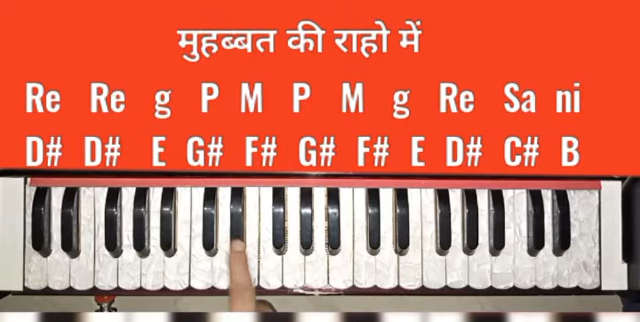 मुहब्बत की राहो में
Re Re g P M P M g Re Sa ni
D# D# E G# F# G# F# E D# C# B